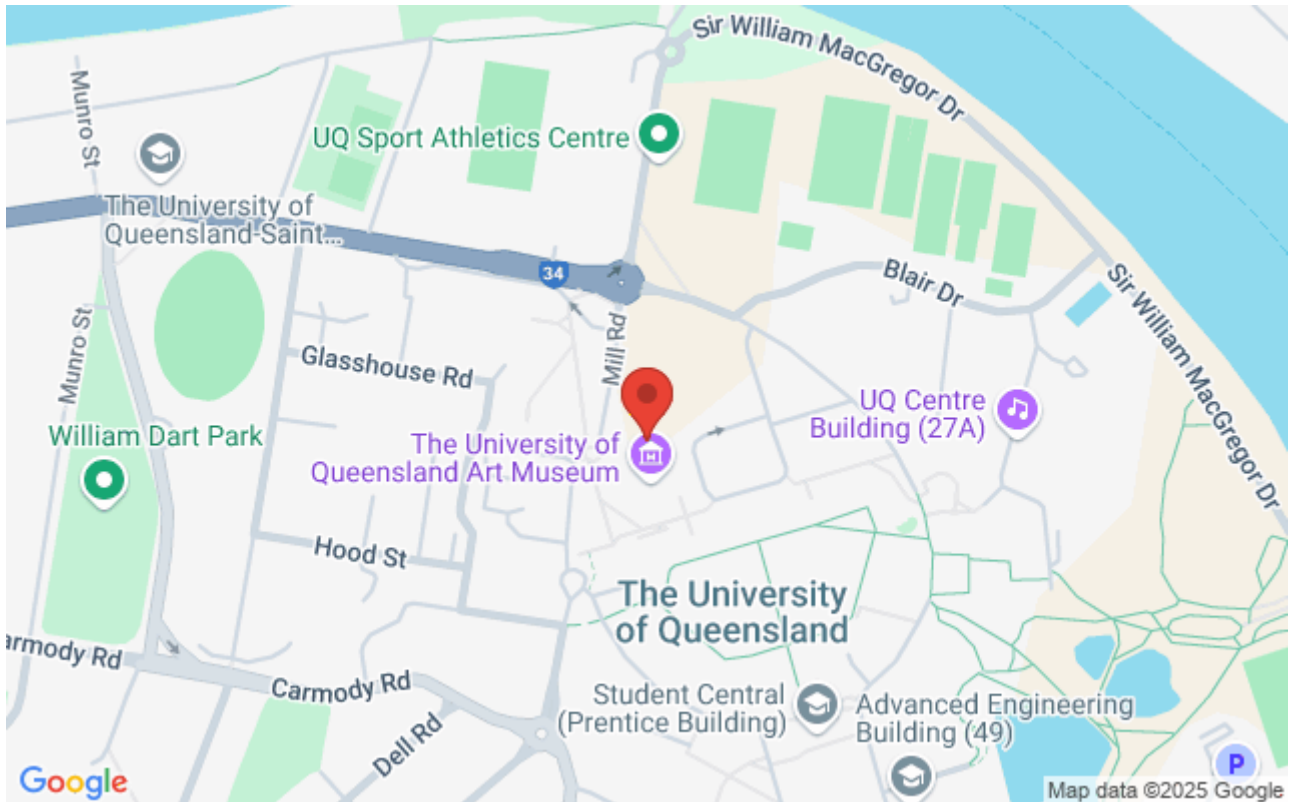 Sir William MacGregor Dr
Munro St
UQ Sport Athletics Centre
The University of
Queensland-Saint...
34
Blair Dr
Sir William MacGregor Dr
Munro St
Mill Rd
Glasshouse Rd
UQ Centre
Building (27A)
William Dart Park
The University of
Queensland Art Museum
Hood St
The University
of Queensland
armody Rd
Carmody Rd
Student Central
(Prentice Building)
Advanced Engineering
Building (49)
Dell Rd
P
Google
Map data ©2025 Google